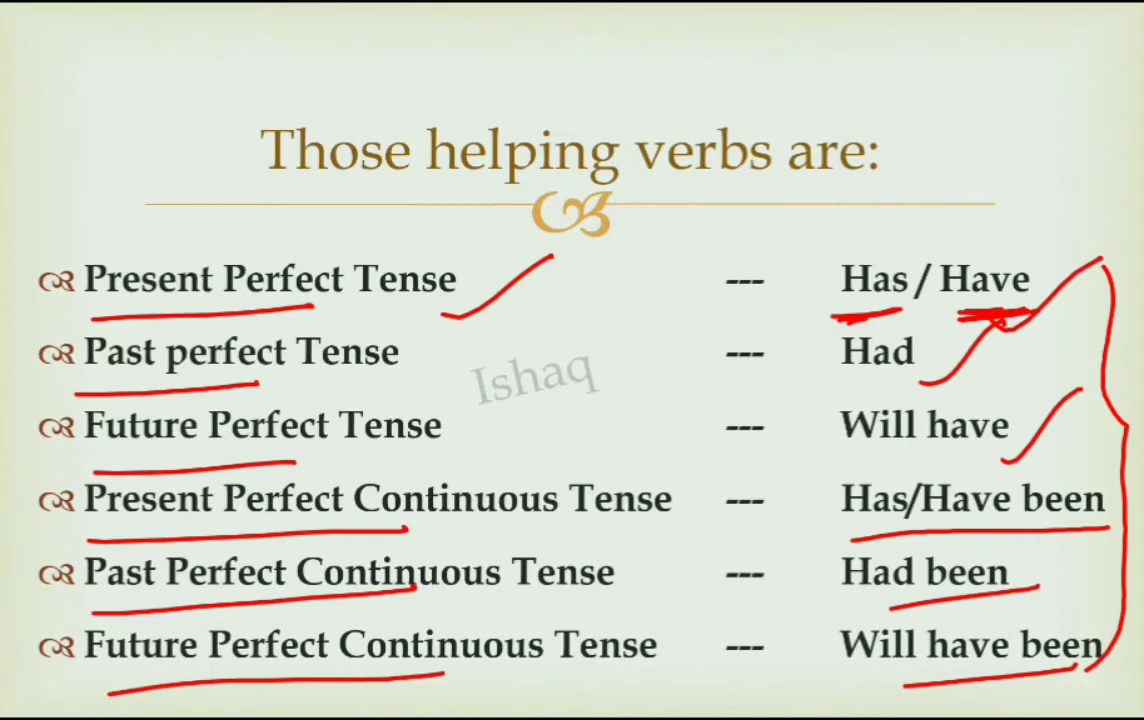 Those helping verbs are:
Present Perfect Tense --- Has / Have
Past perfect Tense --- Had
Ishaq
Future Perfect Tense --- Will have
Present Perfect Continuous Tense --- Has/Have been
Past Perfect Continuous Tense --- Had been
Future Perfect Continuous Tense --- Will have been